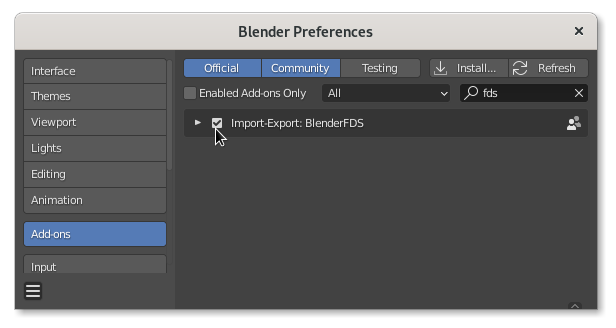 Blender Preferences
Interface
Themes
Viewport
Lights
Editing
Animation
Add-ons
Input
Official Community Testing Install... Refresh
Enabled Add-ons Only All fds
Import-Export: BlenderFDS